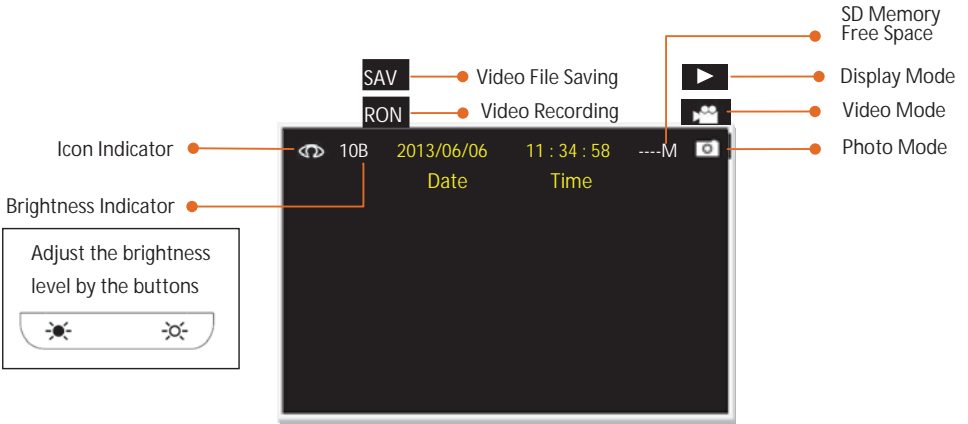 SD Memory
Free Space
SAV Video File Saving
Display Mode
RON Video Recording
Video Mode
Icon Indicator
10B 2013/06/06 11 : 34 : 58 ----M
Photo Mode
Date Time
Brightness Indicator
Adjust the brightness
level by the buttons